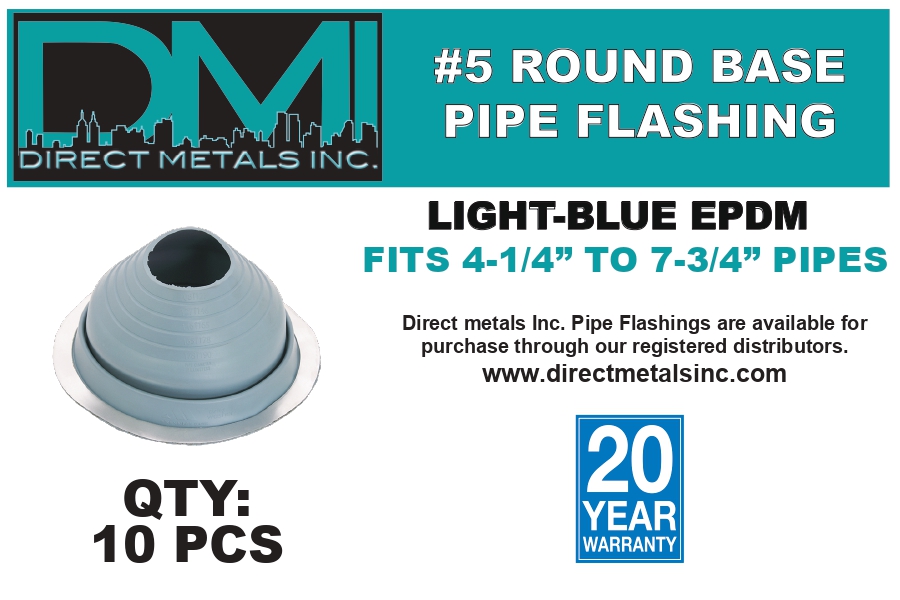 DMI
DIRECT METALS INC.
#5 ROUND BASE
PIPE FLASHING
LIGHT-BLUE EPDM
FITS 4-1/4” TO 7-3/4” PIPES
Direct metals Inc. Pipe Flashings are available for
purchase through our registered distributors.
www.directmetalsinc.com
QTY:
10 PCS
20
YEAR
WARRANTY